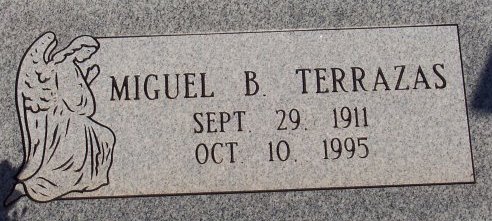 MIGUEL B. TERRAZAS
SEPT. 29. 1911
OCT. 10. 1995